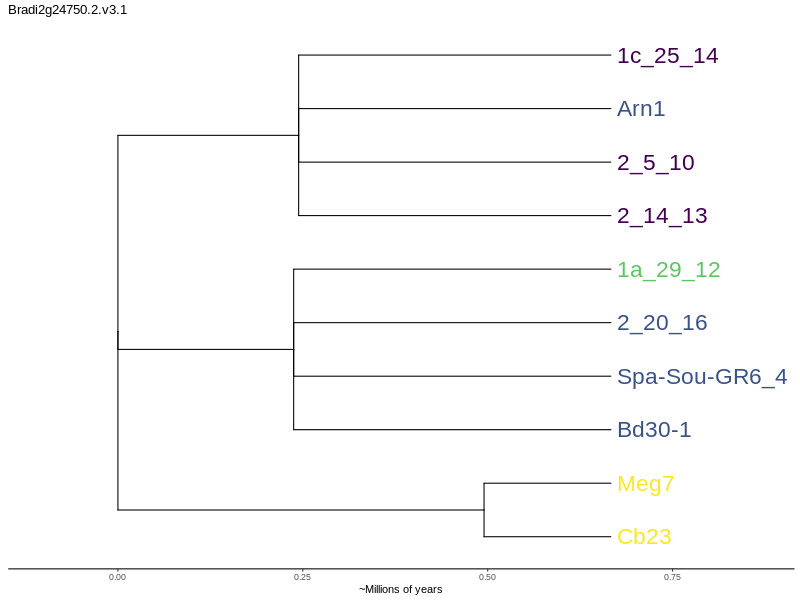 Bradi2g24750.2.v3.1
1c_25_14
Arn1
2_5_10
2_14_13
1a_29_12
2_20_16
Spa-Sou-GR6_4
Bd30-1
Meg7
Cb23
0.00 0.25 0.50 0.75
~Millions of years